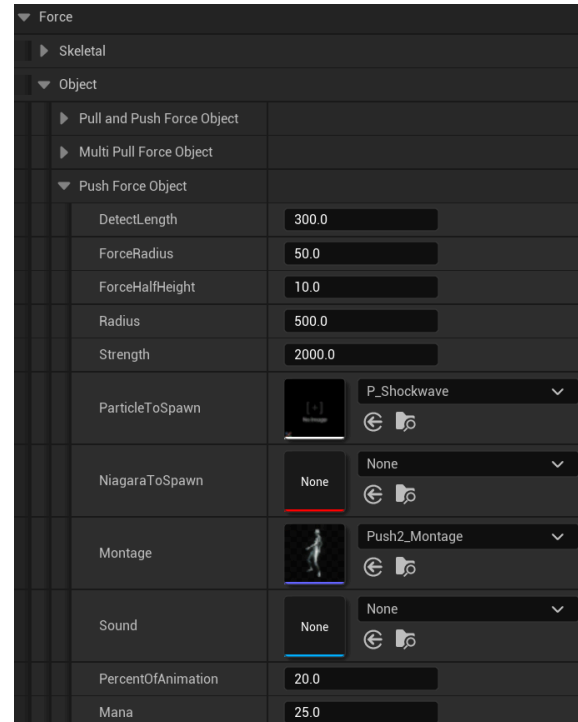 Force
Skeletal
Object
Pull and Push Force Object
Multi Pull Force Object
Push Force Object
DetectLength 300.0
ForceRadius 50.0
ForceHalfHeight 10.0
Radius 500.0
Strength 2000.0
ParticleToSpawn P_Shockwave
NiagaraToSpawn None None
Montage Push2_Montage
Sound None None
PercentOfAnimation 20.0
Mana 25.0